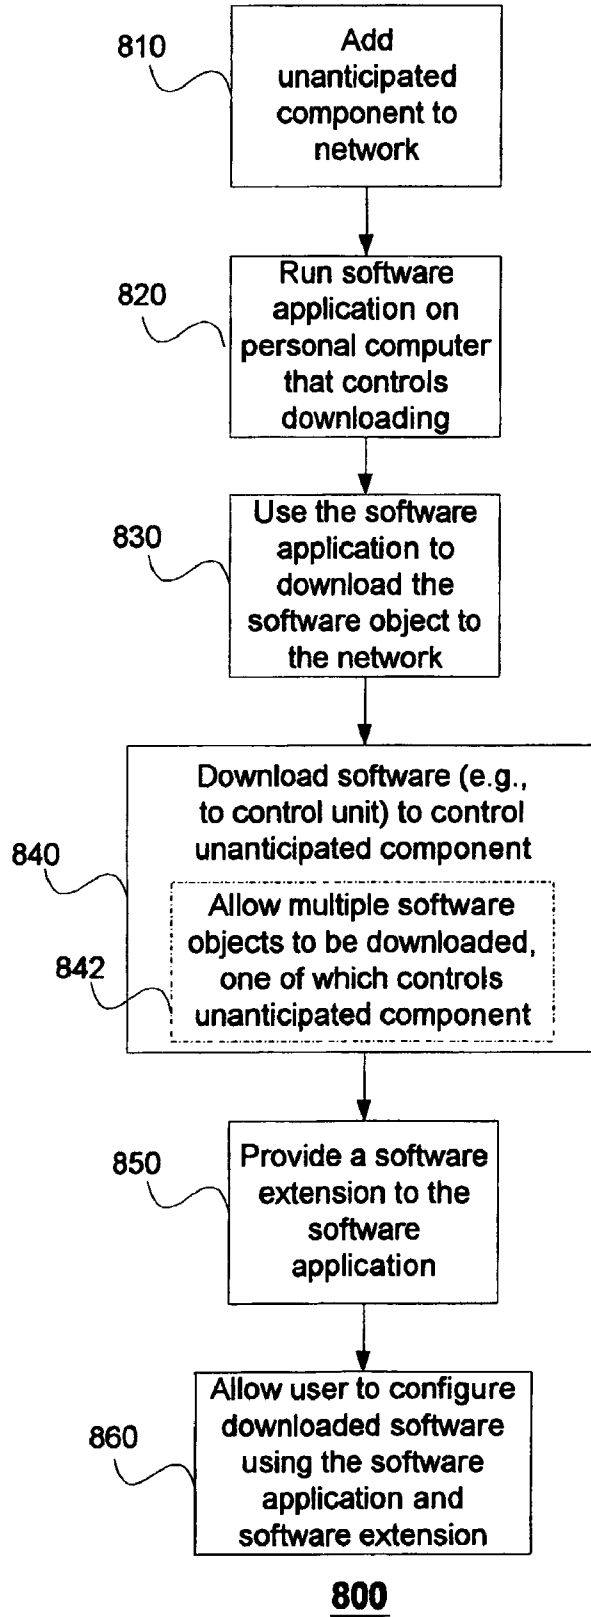 810
Add
unanticipated
component to
network
820
Run software
application on
personal computer
that controls
downloading
830
Use the software
application to
download the
software object to
the network
840
Download software (e.g.,
to control unit) to control
unanticipated component
842
Allow multiple software
objects to be downloaded,
one of which controls
unanticipated component
850
Provide a software
extension to the
software
application
860
Allow user to configure
downloaded software
using the software
application and
software extension
800